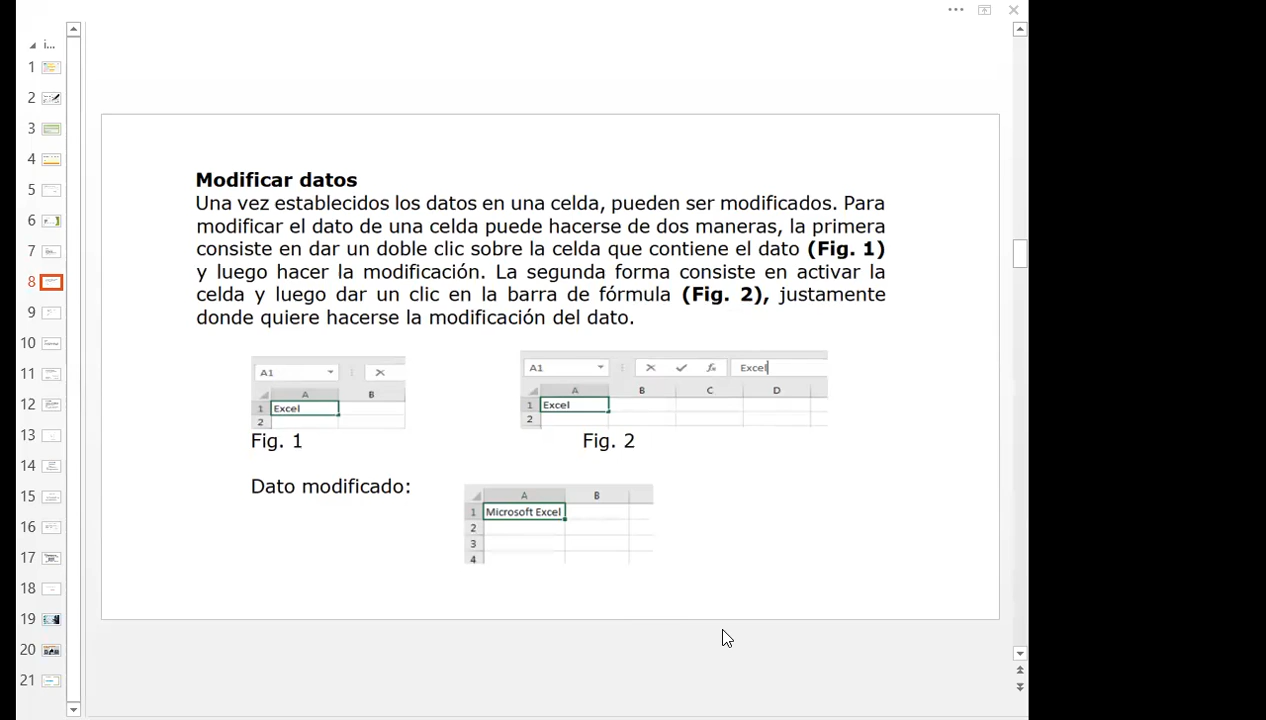 i...
1
2
3
4
5
6
7
8
9
10
11
12
13
14
15
16
17
18
19
20
21
Modificar datos
Una vez establecidos los datos en una celda, pueden ser modificados. Para
modificar el dato de una celda puede hacerse de dos maneras, la primera
consiste en dar un doble clic sobre la celda que contiene el dato (Fig. 1)
y luego hacer la modificación. La segunda forma consiste en activar la
celda y luego dar un clic en la barra de fórmula (Fig. 2), justamente
donde quiere hacerse la modificación del dato.
A1
A B
1 Excel
2
Fig. 1
A1 fx Excel
A B C D
1 Excel
2
Fig. 2
Dato modificado:
A B
1 Microsoft Excel
2
3
4